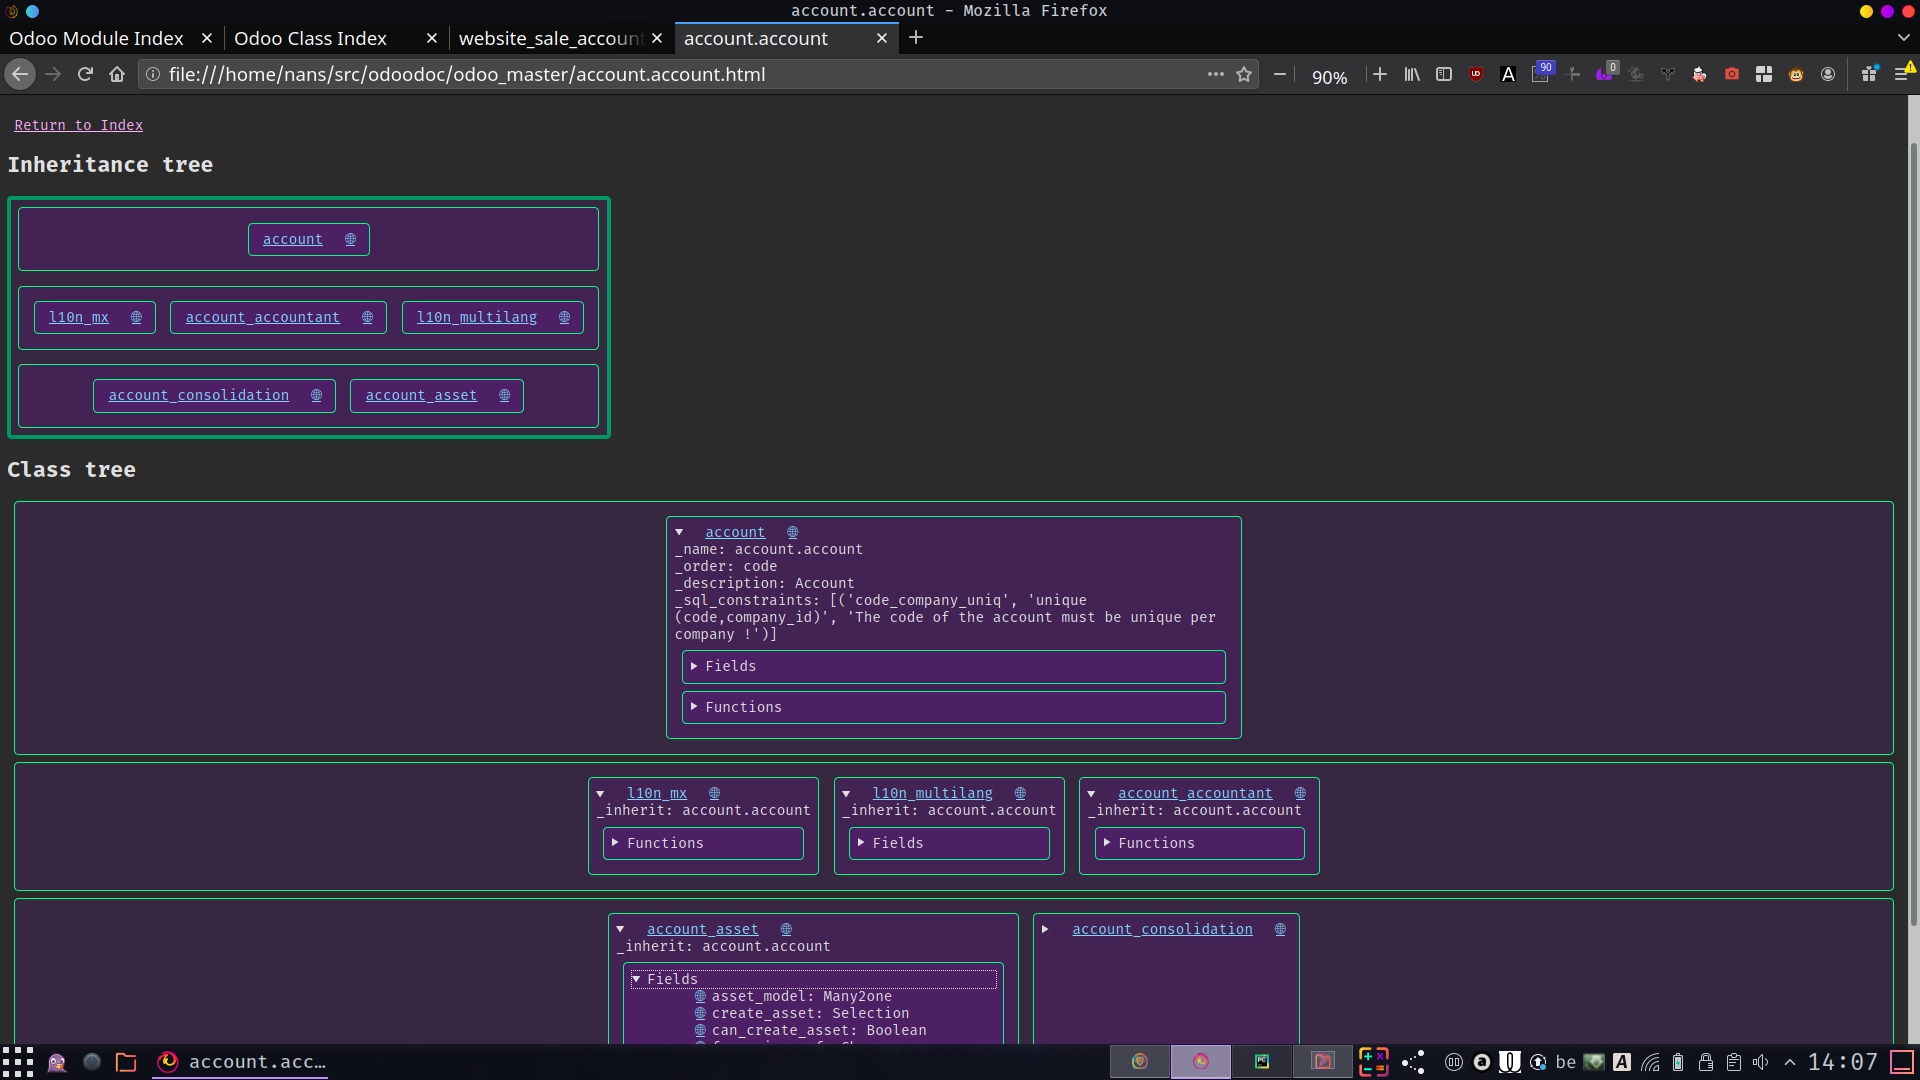 account.account - Mozilla Firefox
Odoo Module Index
Odoo Class Index
website_sale_accoun
account.account
file:///home/nans/src/odoodoc/odoo_master/account.account.html
90%
90
0
Return to Index
Inheritance tree
account
l10n_mx account_accountant l10n_multilang
account_consolidation account_asset
Class tree
account
_name: account.account
_order: code
_description: Account
_sql_constraints: [('code_company_uniq', 'unique
(code,company_id)', 'The code of the account must be unique per
company !')]
Fields
Functions
l10n_mx
_inherit: account.account
Functions
l10n_multilang
_inherit: account.account
Fields
account_accountant
_inherit: account.account
Functions
account_asset
_inherit: account.account
Fields
asset_model: Many2one
create_asset: Selection
can_create_asset: Boolean
account_consolidation
account.acc...
be
14:07